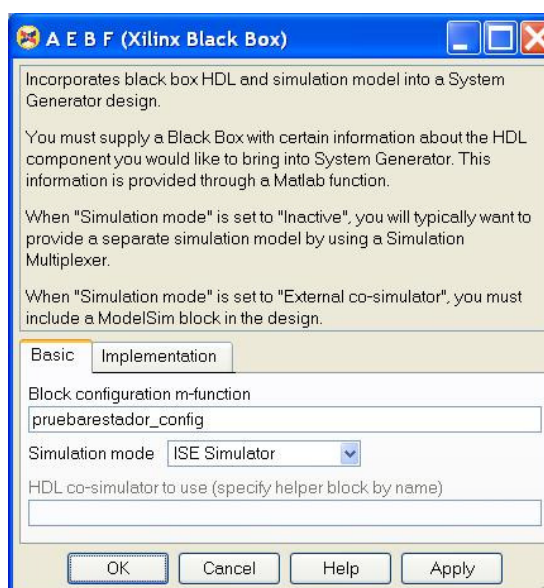 A E B F (Xilinx Black Box)
Incorporates black box HDL and simulation model into a System
Generator design.
You must supply a Black Box with certain information about the HDL
component you would like to bring into System Generator. This
information is provided through a Matlab function.
When "Simulation mode" is set to "Inactive", you will typically want to
provide a separate simulation model by using a Simulation
Multiplexer.
When "Simulation mode" is set to "External co-simulator", you must
include a ModelSim block in the design.
Basic Implementation
Block configuration m-function
pruebarestador_config
Simulation mode ISE Simulator
HDL co-simulator to use (specify helper block by name)
OK Cancel Help Apply